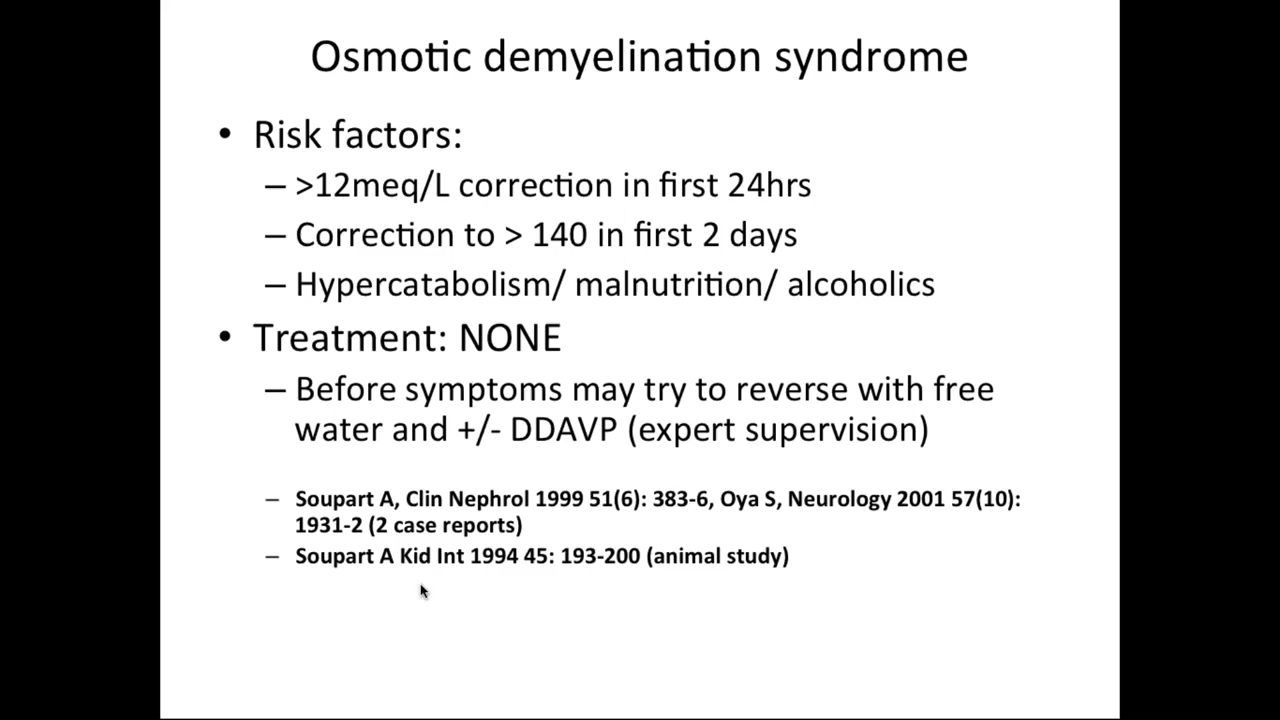 Osmotic demyelination syndrome
• Risk factors:
– >12meq/L correction in first 24hrs
– Correction to > 140 in first 2 days
– Hypercatabolism/ malnutrition/ alcoholics
• Treatment: NONE
– Before symptoms may try to reverse with free
water and +/- DDAVP (expert supervision)
– Soupart A, Clin Nephrol 1999 51(6): 383-6, Oya S, Neurology 2001 57(10):
1931-2 (2 case reports)
– Soupart A Kid Int 1994 45: 193-200 (animal study)